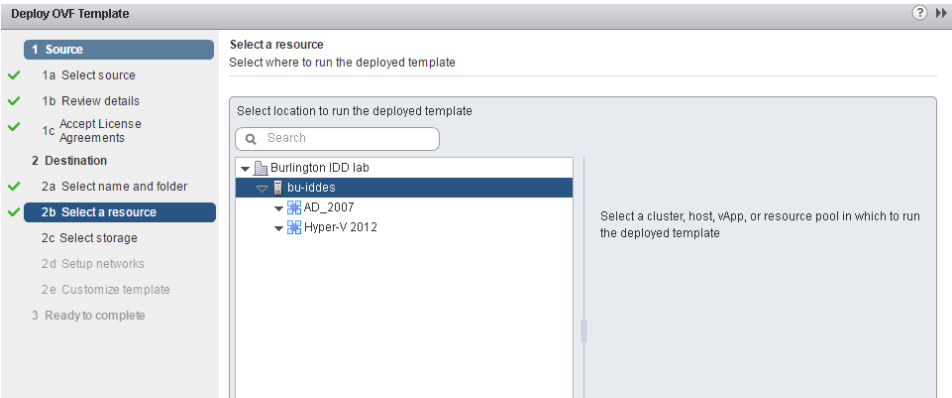 Deploy OVF Template
1 Source
1a Select source
1b Review details
1c Accept License
Agreements
2 Destination
2a Select name and folder
2b Select a resource
2c Select storage
2d Setup networks
2e Customize template
3 Ready to complete
Select a resource
Select where to run the deployed template
Select location to run the deployed template
Search
Burlington IDD lab
bu-iddes
AD_2007
Hyper-V 2012
Select a cluster, host, vApp, or resource pool in which to run
the deployed template